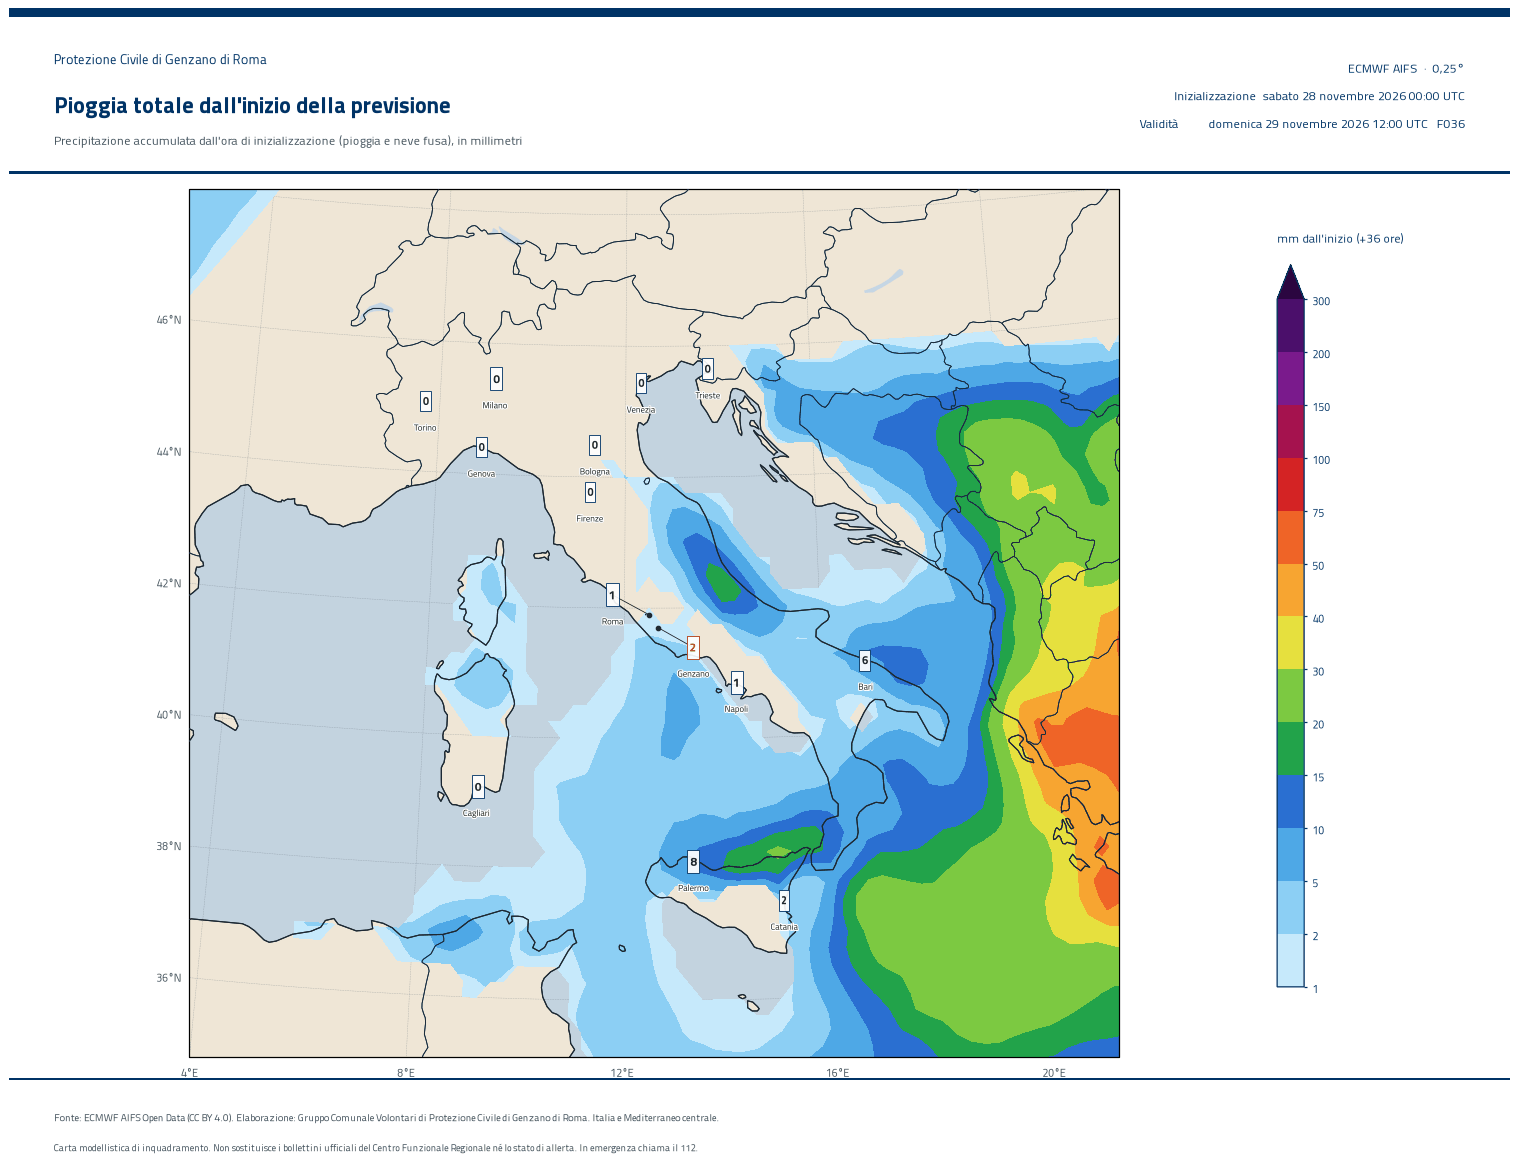 Protezione Civile di Genzano di Roma
Pioggia totale dall'inizio della previsione
Precipitazione accumulata dall'ora di inizializzazione (pioggia e neve fusa), in millimetri
ECMWF AIFS · 0,25°
Inizializzazione sabato 28 novembre 2026 00:00 UTC
Validità domenica 29 novembre 2026 12:00 UTC F036
mm dall'inizio (+36 ore)
300
200
150
100
75
50
40
30
20
15
10
5
2
1
46°N
44°N
42°N
40°N
38°N
36°N
4°E
8°E
12°E
16°E
20°E
0
Trieste
0
Milano
0
Venezia
0
Torino
0
Genova
0
Bologna
0
Firenze
1
Roma
2
Genzano
6
Bari
1
Napoli
0
Cagliari
8
Palermo
2
Catania
Fonte: ECMWF AIFS Open Data (CC BY 4.0). Elaborazione: Gruppo Comunale Volontari di Protezione Civile di Genzano di Roma. Italia e Mediterraneo centrale.
Carta modellistica di inquadramento. Non sostituisce i bollettini ufficiali del Centro Funzionale Regionale né lo stato di allerta. In emergenza chiama il 112.